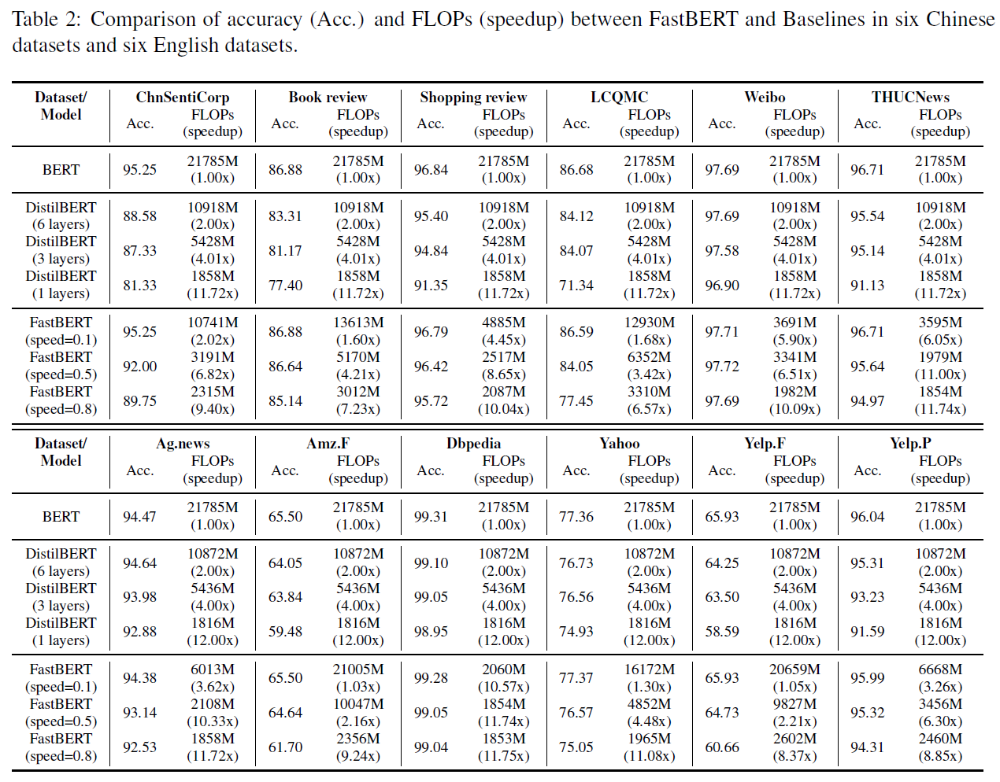 Table 2: Comparison of accuracy (Acc.) and FLOPs (speedup) between FastBERT and Baselines in six Chinese
datasets and six English datasets.
Dataset/ ChnSentiCorp Book review Shopping review LCQMC Weibo THUCNews
Model Acc. FLOPs Acc. FLOPs Acc. FLOPs Acc. FLOPs Acc. FLOPs Acc. FLOPs
(speedup) (speedup) (speedup) (speedup) (speedup) (speedup)
BERT 95.25 21785M 86.88 21785M 96.84 21785M 86.68 21785M 97.69 21785M 96.71 21785M
(1.00x) (1.00x) (1.00x) (1.00x) (1.00x) (1.00x)
DistilBERT 88.58 10918M 83.31 10918M 95.40 10918M 84.12 10918M 97.69 10918M 95.54 10918M
(6 layers) (2.00x) (2.00x) (2.00x) (2.00x) (2.00x) (2.00x)
DistilBERT 87.33 5428M 81.17 5428M 94.84 5428M 84.07 5428M 97.58 5428M 95.14 5428M
(3 layers) (4.01x) (4.01x) (4.01x) (4.01x) (4.01x) (4.01x)
DistilBERT 81.33 1858M 77.40 1858M 91.35 1858M 71.34 1858M 96.90 1858M 91.13 1858M
(1 layers) (11.72x) (11.72x) (11.72x) (11.72x) (11.72x) (11.72x)
FastBERT 95.25 10741M 86.88 13613M 96.79 4885M 86.59 12930M 97.71 3691M 96.71 3595M
(speed=0.1) (2.02x) (1.60x) (4.45x) (1.68x) (5.90x) (6.05x)
FastBERT 92.00 3191M 86.64 5170M 96.42 2517M 84.05 6352M 97.72 3341M 95.64 1979M
(speed=0.5) (6.82x) (4.21x) (8.65x) (3.42x) (6.51x) (11.00x)
FastBERT 89.75 2315M 85.14 3012M 95.72 2087M 77.45 3310M 97.69 1982M 94.97 1854M
(speed=0.8) (9.40x) (7.23x) (10.04x) (6.57x) (10.09x) (11.74x)
Dataset/ Ag.news Amz.F Dbpedia Yahoo Yelp.F Yelp.P
Model Acc. FLOPs Acc. FLOPs Acc. FLOPs Acc. FLOPs Acc. FLOPs Acc. FLOPs
(speedup) (speedup) (speedup) (speedup) (speedup) (speedup)
BERT 94.47 21785M 65.50 21785M 99.31 21785M 77.36 21785M 65.93 21785M 96.04 21785M
(1.00x) (1.00x) (1.00x) (1.00x) (1.00x) (1.00x)
DistilBERT 94.64 10872M 64.05 10872M 99.10 10872M 76.73 10872M 64.25 10872M 95.31 10872M
(6 layers) (2.00x) (2.00x) (2.00x) (2.00x) (2.00x) (2.00x)
DistilBERT 93.98 5436M 63.84 5436M 99.05 5436M 76.56 5436M 63.50 5436M 93.23 5436M
(3 layers) (4.00x) (4.00x) (4.00x) (4.00x) (4.00x) (4.00x)
DistilBERT 92.88 1816M 59.48 1816M 98.95 1816M 74.93 1816M 58.59 1816M 91.59 1816M
(1 layers) (12.00x) (12.00x) (12.00x) (12.00x) (12.00x) (12.00x)
FastBERT 94.38 6013M 65.50 21005M 99.28 2060M 77.37 16172M 65.93 20659M 95.99 6668M
(speed=0.1) (3.62x) (1.03x) (10.57x) (1.30x) (1.05x) (3.26x)
FastBERT 93.14 2108M 64.64 10047M 99.05 1854M 76.57 4852M 64.73 9827M 95.32 3456M
(speed=0.5) (10.33x) (2.16x) (11.74x) (4.48x) (2.21x) (6.30x)
FastBERT 92.53 1858M 61.70 2356M 99.04 1853M 75.05 1965M 60.66 2602M 94.31 2460M
(speed=0.8) (11.72x) (9.24x) (11.75x) (11.08x) (8.37x) (8.85x)